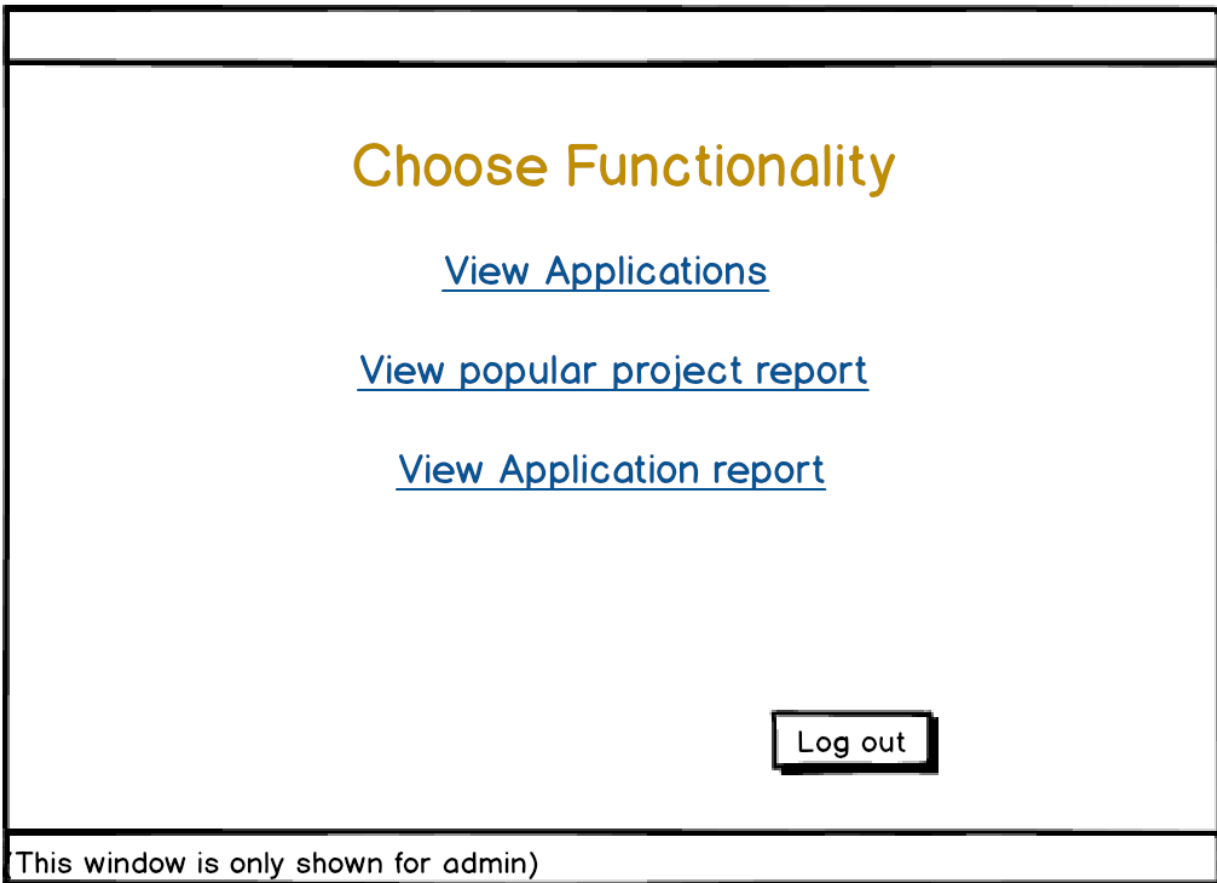 Choose Functionality
View Applications
View popular project report
View Application report
Log out
(This window is only shown for admin)